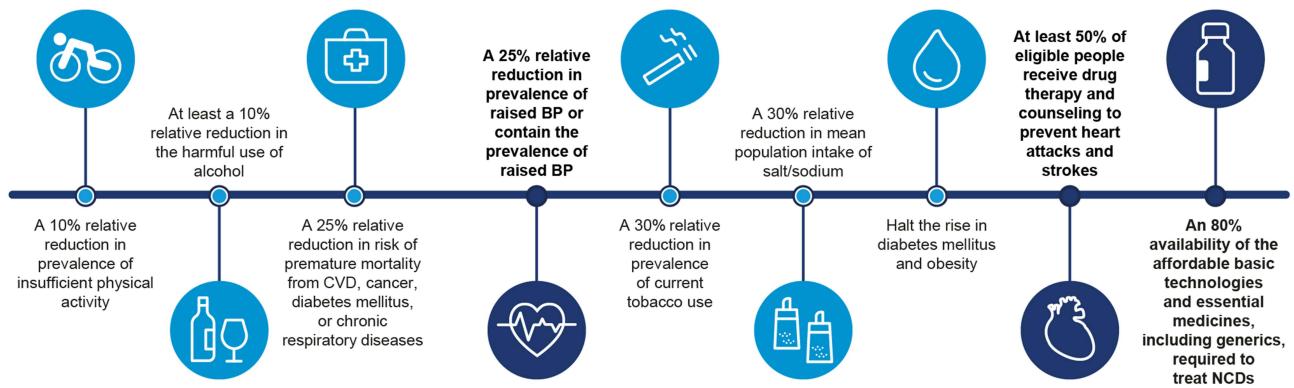 A 10% relative
reduction in
prevalence of
insufficient physical
activity
At least a 10%
relative reduction in
the harmful use of
alcohol
A 25% relative
reduction in risk of
premature mortality
from CVD, cancer,
diabetes mellitus,
or chronic
respiratory diseases
A 25% relative
reduction in
prevalence of
raised BP or
contain the
prevalence of
raised BP
A 30% relative
reduction in
prevalence
of current
tobacco use
A 30% relative
reduction in mean
population intake of
salt/sodium
Halt the rise in
diabetes mellitus
and obesity
At least 50% of
eligible people
receive drug
therapy and
counseling to
prevent heart
attacks and
strokes
An 80%
availability of the
affordable basic
technologies
and essential
medicines,
including generics,
required to
treat NCDs